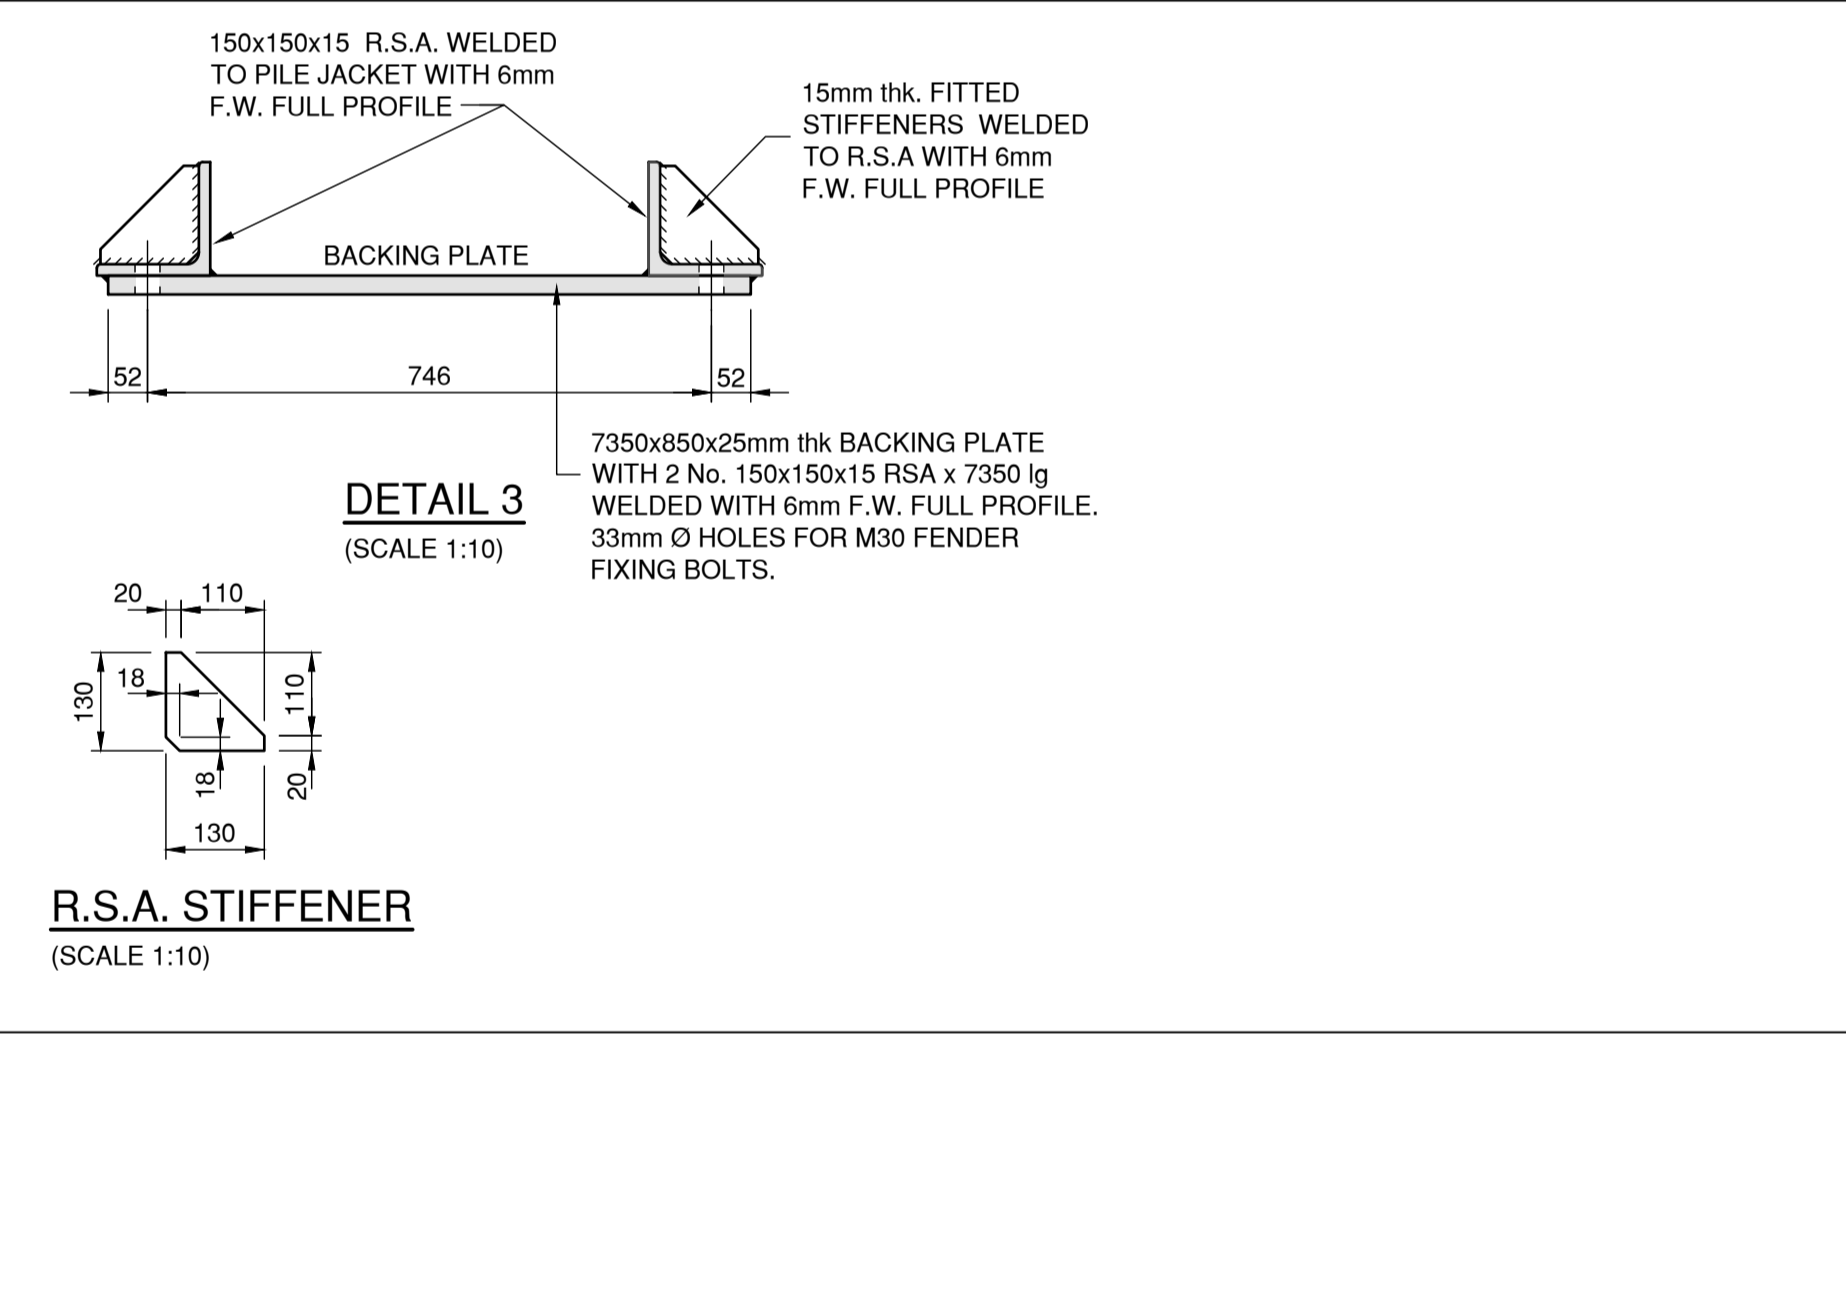 150x150x15 R.S.A. WELDED
TO PILE JACKET WITH 6mm
F.W. FULL PROFILE
15mm thk. FITTED
STIFFENERS WELDED
TO R.S.A WITH 6mm
F.W. FULL PROFILE
BACKING PLATE
52
746
52
7350x850x25mm thk BACKING PLATE
WITH 2 No. 150x150x15 RSA x 7350 lg
WELDED WITH 6mm F.W. FULL PROFILE.
33mm Ø HOLES FOR M30 FENDER
FIXING BOLTS.
DETAIL 3
(SCALE 1:10)
20
110
130
18
110
18
20
130
R.S.A. STIFFENER
(SCALE 1:10)